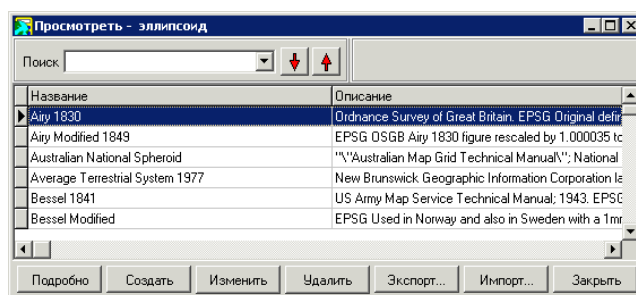 Просмотреть - эллипсоид
Поиск
Название Описание
Airy 1830 Ordnance Survey of Great Britain. EPSG Original defin
Airy Modified 1849 EPSG OSGB Airy 1830 figure rescaled by 1.000035 to
Australian National Spheroid "\"Australian Map Grid Technical Manual\"; National
Average Terrestrial System 1977 New Brunswick Geographic Information Corporation la
Bessel 1841 US Army Map Service Technical Manual; 1943. EPSG
Bessel Modified EPSG Used in Norway and also in Sweden with a 1mm
Подробно Создать Изменить Удалить Экспорт... Импорт... Закрыть